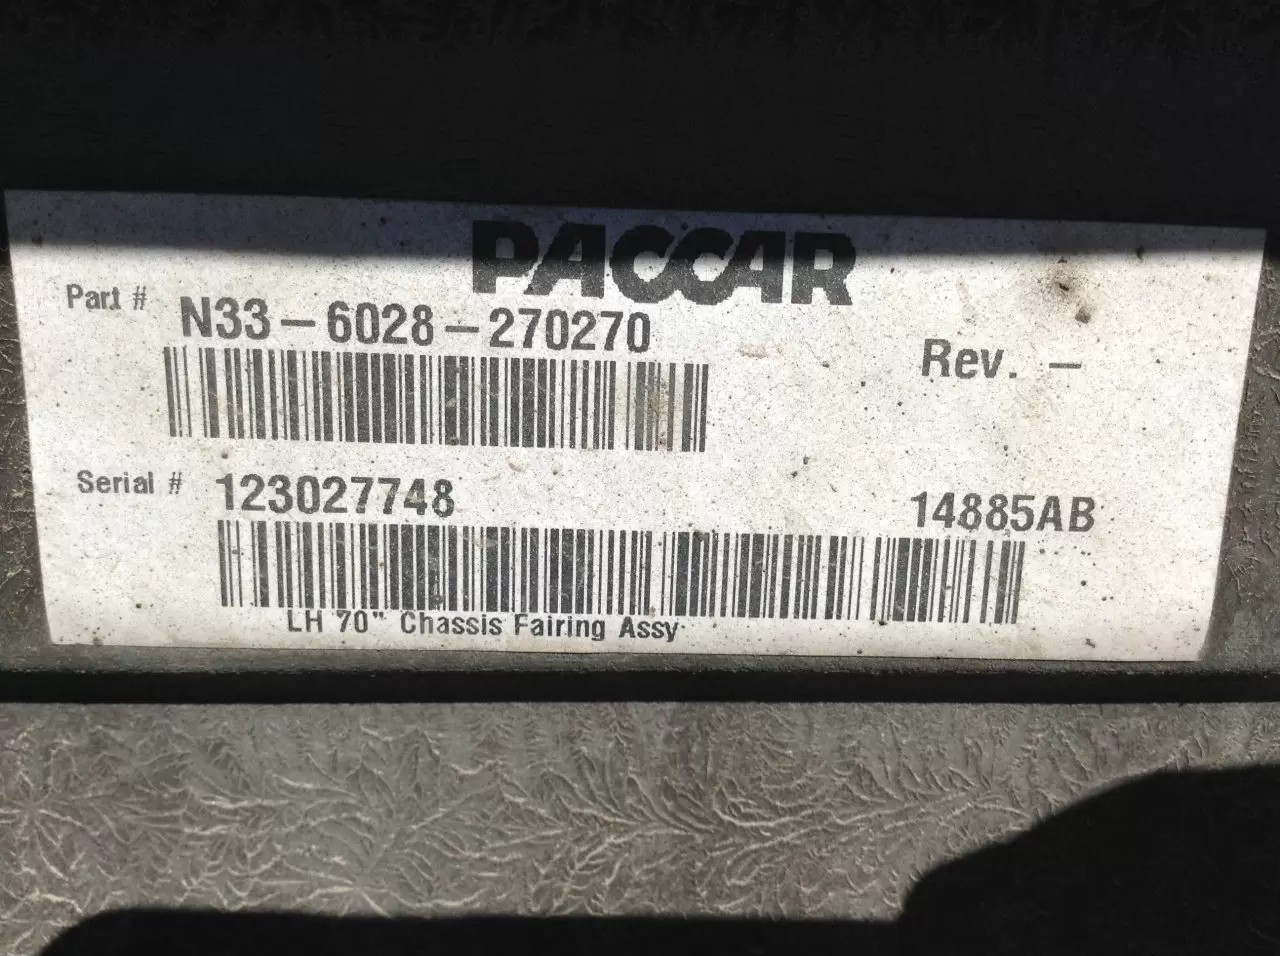 PACCAR
Part # N33-6028-270270
Rev. -
Serial # 123027748 14885AB
LH 70" Chassis Fairing Assy